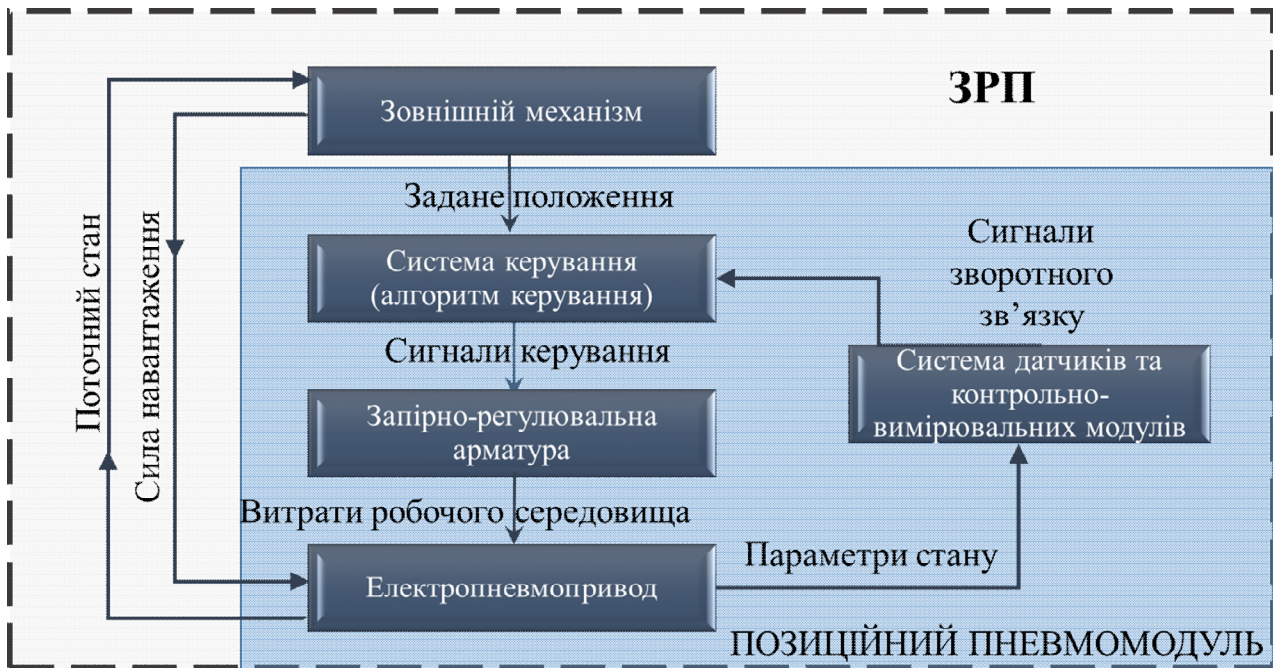 ЗРП
Зовнішній механізм
Задане положення
Система керування
(алгоритм керування)
Сигнали
зворотного
зв’язку
Сигнали керування
Система датчиків та
контрольно-
вимірювальних модулів
Запірно-регулювальна
арматура
Витрати робочого середовища
Електропневмопривод
Параметри стану
Поточний стан
Сила навантаження
ПОЗИЦІЙНИЙ ПНЕВМОМОДУЛЬ